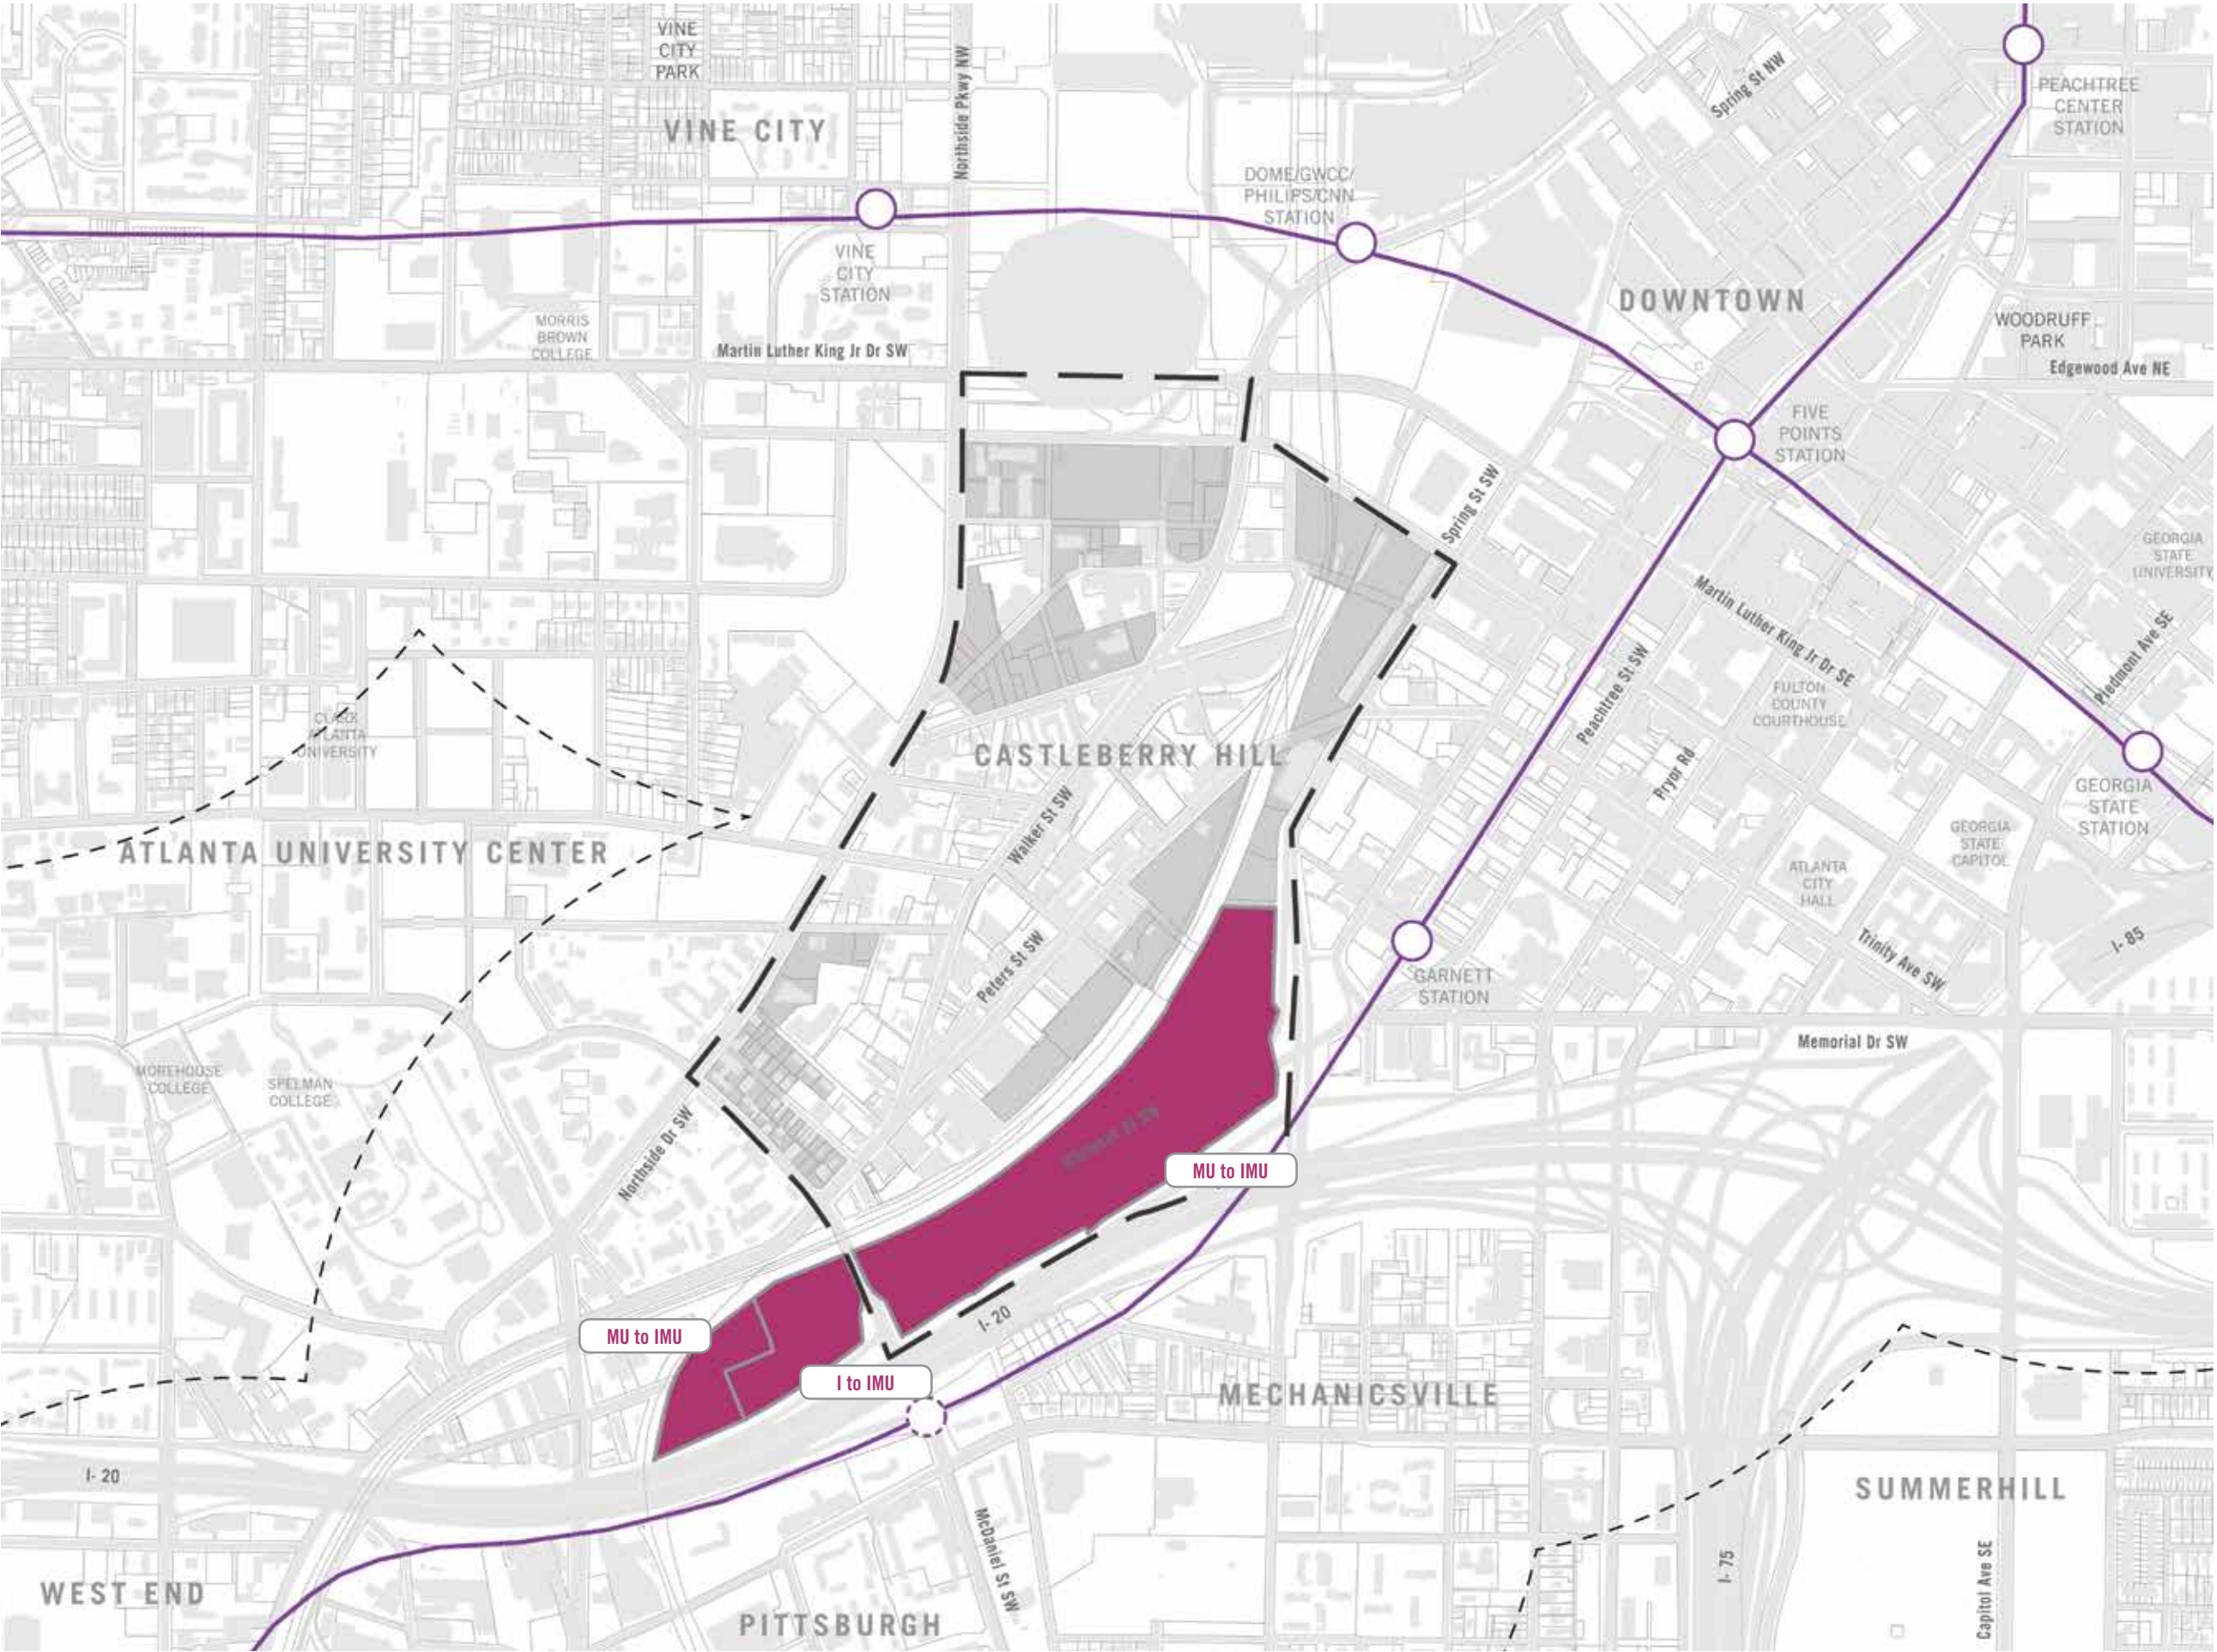 VINE
CITY
PARK
VINE CITY
Northside Pkwy NW
Spring St NW
PEACHTREE
CENTER
STATION
DOME/GWCC/
PHILIPS/CNN
STATION
VINE
CITY
STATION
DOWNTOWN
WOODRUFF
PARK
Edgewood Ave NE
MORRIS
BROWN
COLLEGE
Martin Luther King Jr Dr SW
FIVE
POINTS
STATION
Spring St SW
GEORGIA
STATE
UNIVERSITY
Martin Luther King Jr Dr SE
Piedmont Ave SE
Peachtree St SW
FULTON
COUNTY
COURTHOUSE
CLARK
ATLANTA
UNIVERSITY
CASTLEBERRY HILL
Pryor Rd
GEORGIA
STATE
STATION
Walker St SW
ATLANTA UNIVERSITY CENTER
GEORGIA
STATE
CAPITOL
ATLANTA
CITY
HALL
I- 85
Trinity Ave SW
Peters St SW
GARNETT
STATION
Memorial Dr SW
MOREHOUSE
COLLEGE
SPELMAN
COLLEGE
Northside Dr SW
MU to IMU
I- 20
MU to IMU
I to IMU
MECHANICSVILLE
I- 20
SUMMERHILL
McDaniel St SW
I- 75
Capitol Ave SE
WEST END
PITTSBURGH